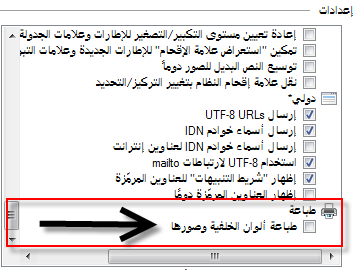 إعدادات
إعادة تعيين مستوى التكبير/التصغير للإطارات وعلامات الجدولة
تمكين "استعراض علامة الإقحام" للإطارات الجديدة وعلامات التبو
توسيع النص البديل للصور دوماً
نقل علامة إقحام النظام بتغيير التركيز/التحديد
دولي*
إرسال UTF-8 URLs
إرسال أسماء خوادم IDN
إرسال أسماء خوادم IDN لعناوين إنترانت
استخدام UTF-8 لارتباطات mailto
إظهار "شريط التنبيهات" للعناوين المرمّزة
إظهار العناوين المرمّزة دومًا
طباعة
طباعة ألوان الخلفية وصورها